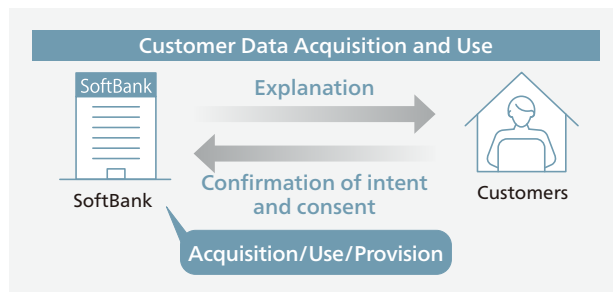 Customer Data Acquisition and Use
SoftBank
Explanation
Confirmation of intent
and consent
SoftBank
Customers
Acquisition/Use/Provision